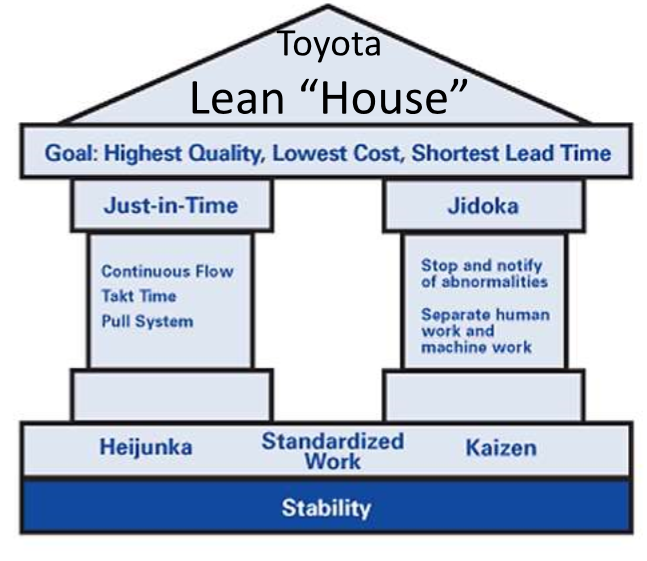 Toyota
Lean “House”
Goal: Highest Quality, Lowest Cost, Shortest Lead Time
Just-in-Time
Continuous Flow
Takt Time
Pull System
Jidoka
Stop and notify
of abnormalities
Separate human
work and
machine work
Heijunka
Standardized
Work
Kaizen
Stability